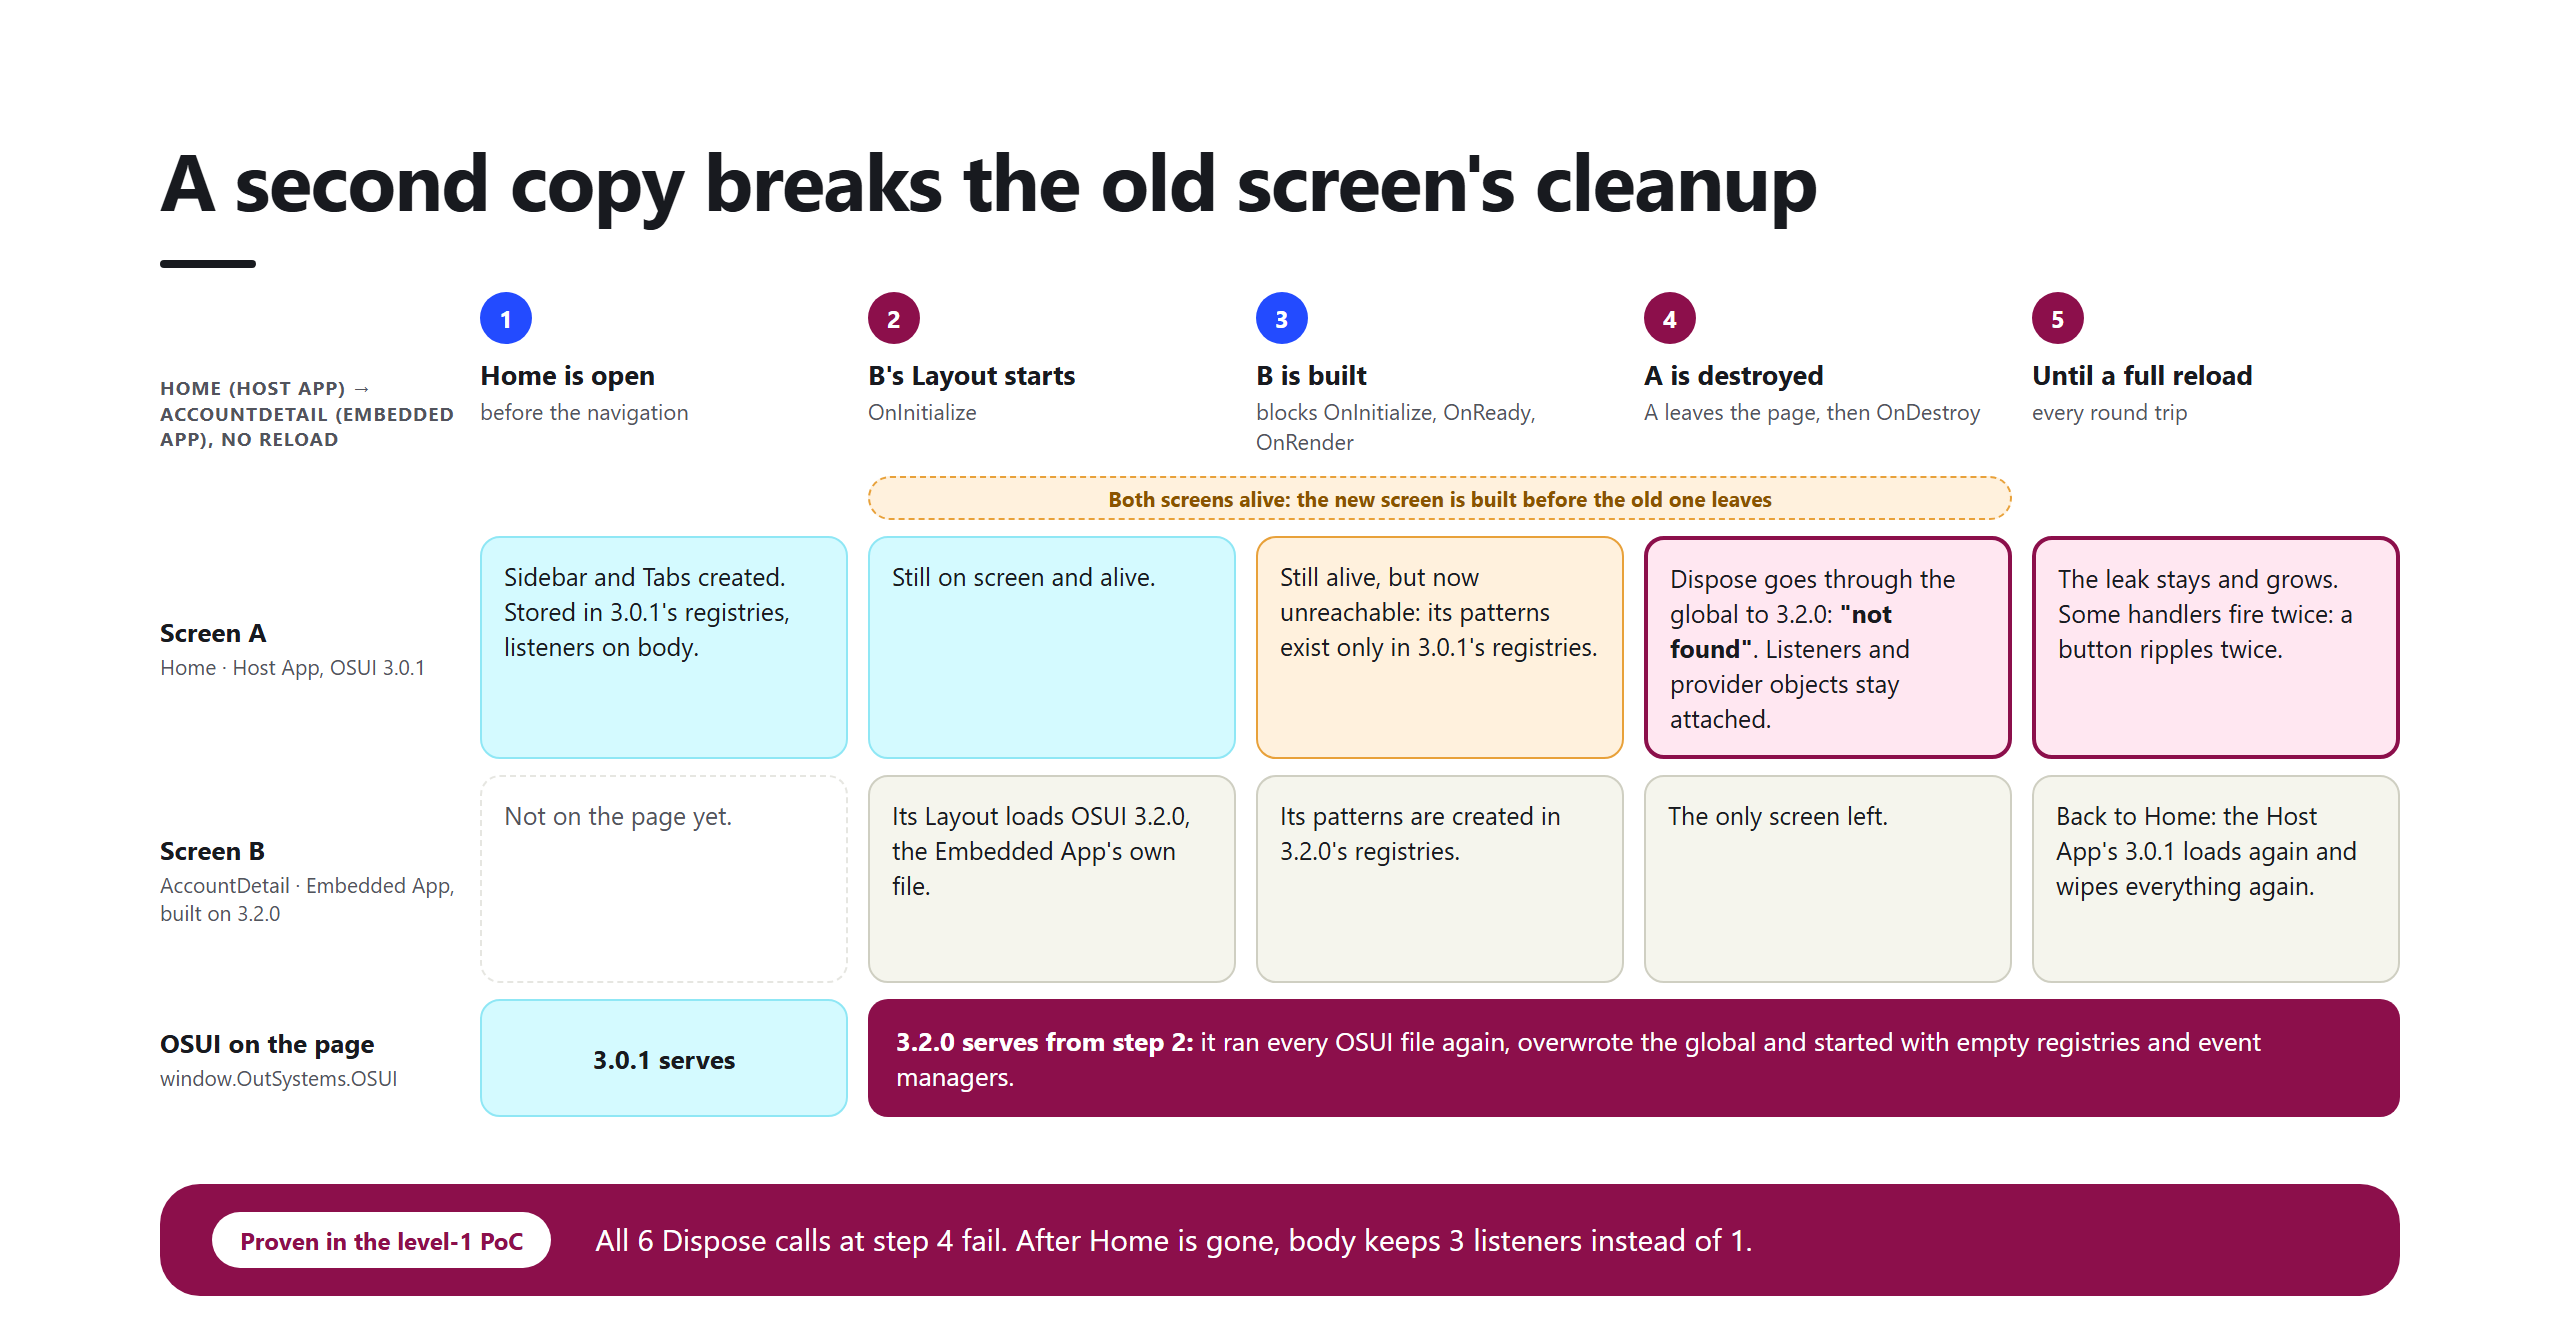 A second copy breaks the old screen's cleanup
HOME (HOST APP) →
ACCOUNTDETAIL (EMBEDDED
APP), NO RELOAD
1
Home is open
before the navigation
2
B's Layout starts
OnInitialize
3
B is built
blocks OnInitialize, OnReady,
OnRender
4
A is destroyed
A leaves the page, then OnDestroy
5
Until a full reload
every round trip
Both screens alive: the new screen is built before the old one leaves
Screen A
Home · Host App, OSUI 3.0.1
Sidebar and Tabs created.
Stored in 3.0.1's registries,
listeners on body.
Still on screen and alive.
Still alive, but now
unreachable: its patterns
exist only in 3.0.1's registries.
Dispose goes through the
global to 3.2.0: "not
found". Listeners and
provider objects stay
attached.
The leak stays and grows.
Some handlers fire twice: a
button ripples twice.
Screen B
AccountDetail · Embedded App,
built on 3.2.0
Not on the page yet.
Its Layout loads OSUI 3.2.0,
the Embedded App's own
file.
Its patterns are created in
3.2.0's registries.
The only screen left.
Back to Home: the Host
App's 3.0.1 loads again and
wipes everything again.
OSUI on the page
window.OutSystems.OSUI
3.0.1 serves
3.2.0 serves from step 2: it ran every OSUI file again, overwrote the global and started with empty registries and event
managers.
Proven in the level-1 PoC
All 6 Dispose calls at step 4 fail. After Home is gone, body keeps 3 listeners instead of 1.